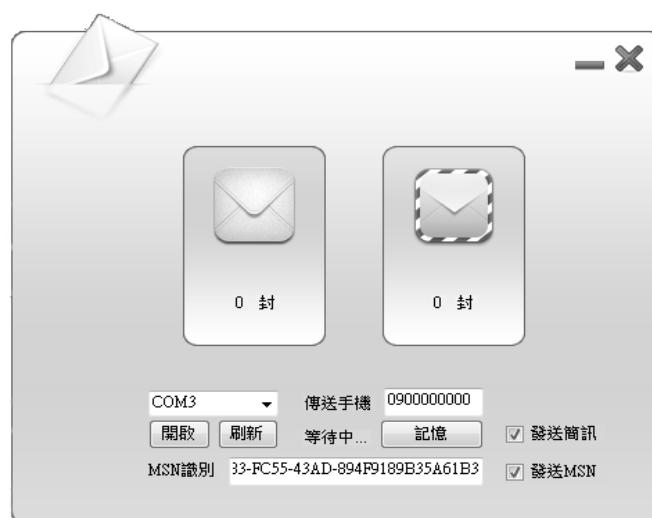 0 封 0 封
COM3 傳送手機 0900000000
開啟 刷新 等待中... 記憶 發送簡訊
MSN識別 33-FC55-43AD-894F9189B35A61B3 發送MSN